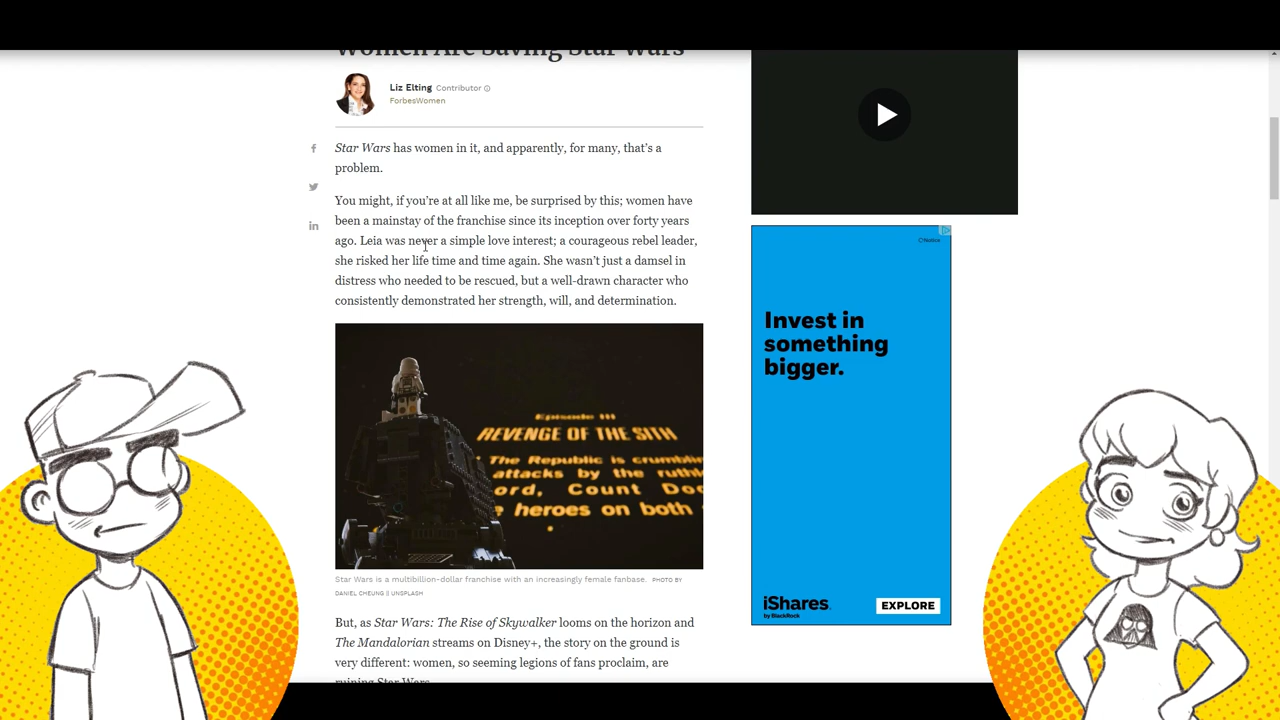 Women Are Saving Star Wars
Liz Elting Contributor
ForbesWomen
Star Wars has women in it, and apparently, for many, that’s a
problem.
You might, if you’re at all like me, be surprised by this; women have
been a mainstay of the franchise since its inception over forty years
ago. Leia was never a simple love interest; a courageous rebel leader,
she risked her life time and time again. She wasn’t just a damsel in
distress who needed to be rescued, but a well-drawn character who
consistently demonstrated her strength, will, and determination.
Episode III
REVENGE OF THE SITH
The Republic is crumblin
attacks by the ruthl
ord, Count Doo
e heroes on both
Star Wars is a multibillion-dollar franchise with an increasingly female fanbase. PHOTO BY
DANIEL CHEUNG || UNSPLASH
But, as Star Wars: The Rise of Skywalker looms on the horizon and
The Mandalorian streams on Disney+, the story on the ground is
very different: women, so seeming legions of fans proclaim, are
ruining Star Wars.
Notice
Invest in
something
bigger.
iShares.
by BlackRock
EXPLORE